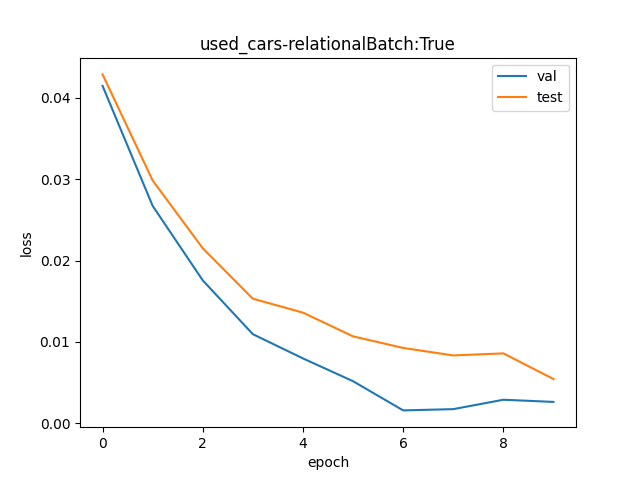 used_cars-relationalBatch:True
val
test
0.04
0.03
0.02
0.01
0.00
loss
0 2 4 6 8
epoch